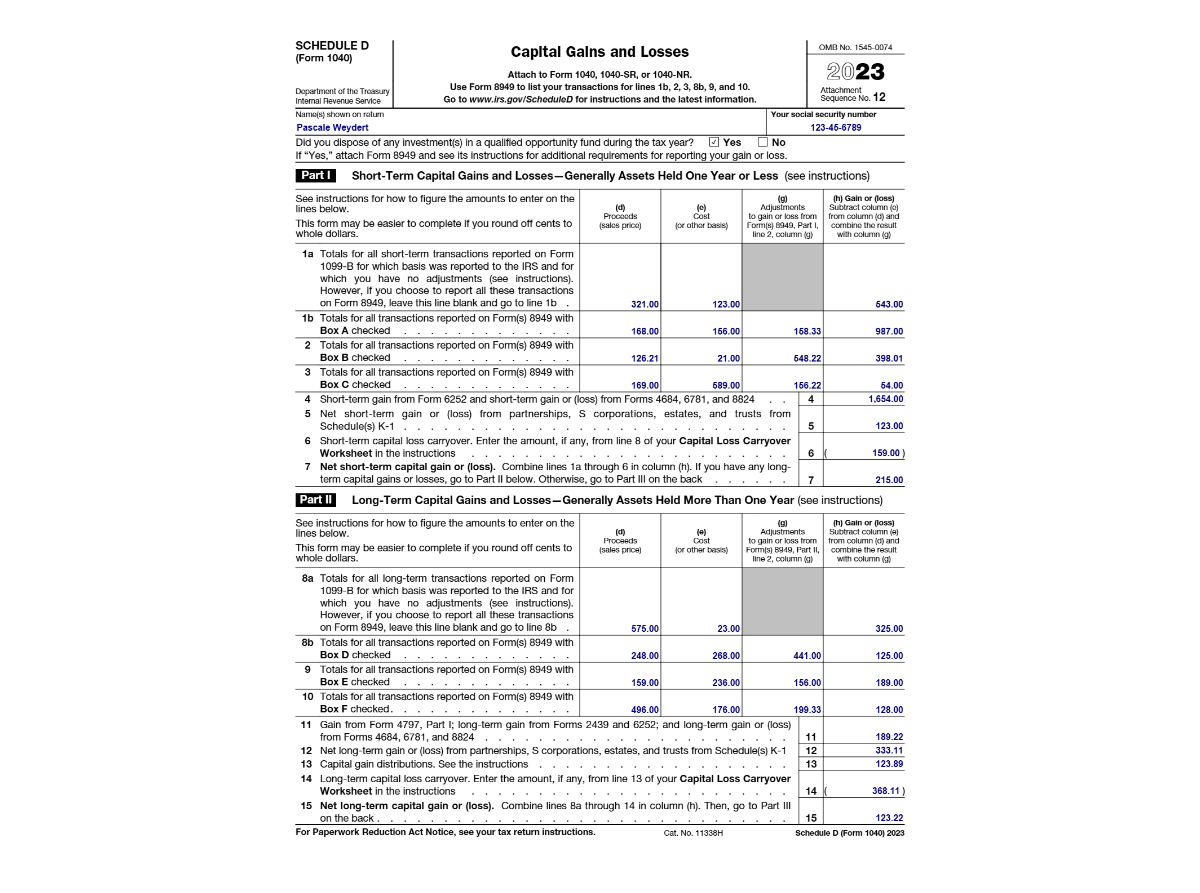 SCHEDULE D
(Form 1040)
Department of the Treasury
Internal Revenue Service
Capital Gains and Losses
Attach to Form 1040, 1040-SR, or 1040-NR.
Use Form 8949 to list your transactions for lines 1b, 2, 3, 8b, 9, and 10.
Go to www.irs.gov/ScheduleD for instructions and the latest information.
OMB No. 1545-0074
2023
Attachment
Sequence No. 12
Name(s) shown on return
Pascale Weydert
Your social security number
123-45-6789
Did you dispose of any investment(s) in a qualified opportunity fund during the tax year? ☑ Yes ☐ No
If “Yes,” attach Form 8949 and see its instructions for additional requirements for reporting your gain or loss.
Part I Short-Term Capital Gains and Losses—Generally Assets Held One Year or Less (see instructions)
See instructions for how to figure the amounts to enter on the
lines below.
This form may be easier to complete if you round off cents to
whole dollars.
(d)
Proceeds
(sales price)
(e)
Cost
(or other basis)
(g)
Adjustments
to gain or loss from
Form(s) 8949, Part I,
line 2, column (g)
(h) Gain or (loss)
Subtract column (e)
from column (d) and
combine the result
with column (g)
1a Totals for all short-term transactions reported on Form
1099-B for which basis was reported to the IRS and for
which you have no adjustments (see instructions).
However, if you choose to report all these transactions
on Form 8949, leave this line blank and go to line 1b . 321.00 123.00 543.00
1b Totals for all transactions reported on Form(s) 8949 with
Box A checked . . . . . . . . . . . . . 168.00 156.00 158.33 987.00
2 Totals for all transactions reported on Form(s) 8949 with
Box B checked . . . . . . . . . . . . . 126.21 21.00 548.22 398.01
3 Totals for all transactions reported on Form(s) 8949 with
Box C checked . . . . . . . . . . . . . 169.00 589.00 156.22 54.00
4 Short-term gain from Form 6252 and short-term gain or (loss) from Forms 4684, 6781, and 8824 . . 4 1,654.00
5 Net short-term gain or (loss) from partnerships, S corporations, estates, and trusts from
Schedule(s) K-1 . . . . . . . . . . . . . . . . . . . . . . . . 5 123.00
6 Short-term capital loss carryover. Enter the amount, if any, from line 8 of your Capital Loss Carryover
Worksheet in the instructions . . . . . . . . . . . . . . . . . . . . 6 ( 159.00 )
7 Net short-term capital gain or (loss). Combine lines 1a through 6 in column (h). If you have any long-
term capital gains or losses, go to Part II below. Otherwise, go to Part III on the back . . . . . . 7 215.00
Part II Long-Term Capital Gains and Losses—Generally Assets Held More Than One Year (see instructions)
See instructions for how to figure the amounts to enter on the
lines below.
This form may be easier to complete if you round off cents to
whole dollars.
(d)
Proceeds
(sales price)
(e)
Cost
(or other basis)
(g)
Adjustments
to gain or loss from
Form(s) 8949, Part II,
line 2, column (g)
(h) Gain or (loss)
Subtract column (e)
from column (d) and
combine the result
with column (g)
8a Totals for all long-term transactions reported on Form
1099-B for which basis was reported to the IRS and for
which you have no adjustments (see instructions).
However, if you choose to report all these transactions
on Form 8949, leave this line blank and go to line 8b . 575.00 23.00 325.00
8b Totals for all transactions reported on Form(s) 8949 with
Box D checked . . . . . . . . . . . . . 248.00 268.00 441.00 125.00
9 Totals for all transactions reported on Form(s) 8949 with
Box E checked . . . . . . . . . . . . . 159.00 236.00 156.00 189.00
10 Totals for all transactions reported on Form(s) 8949 with
Box F checked . . . . . . . . . . . . . 496.00 176.00 199.33 128.00
11 Gain from Form 4797, Part I; long-term gain from Forms 2439 and 6252; and long-term gain or (loss)
from Forms 4684, 6781, and 8824 . . . . . . . . . . . . . . . . . . . 11 189.22
12 Net long-term gain or (loss) from partnerships, S corporations, estates, and trusts from Schedule(s) K-1 12 333.11
13 Capital gain distributions. See the instructions . . . . . . . . . . . . . . . 13 123.89
14 Long-term capital loss carryover. Enter the amount, if any, from line 13 of your Capital Loss Carryover
Worksheet in the instructions . . . . . . . . . . . . . . . . . . . . 14 ( 368.11 )
15 Net long-term capital gain or (loss). Combine lines 8a through 14 in column (h). Then, go to Part III
on the back . . . . . . . . . . . . . . . . . . . . . . . . . 15 123.22
For Paperwork Reduction Act Notice, see your tax return instructions. Cat. No. 11338H Schedule D (Form 1040) 2023